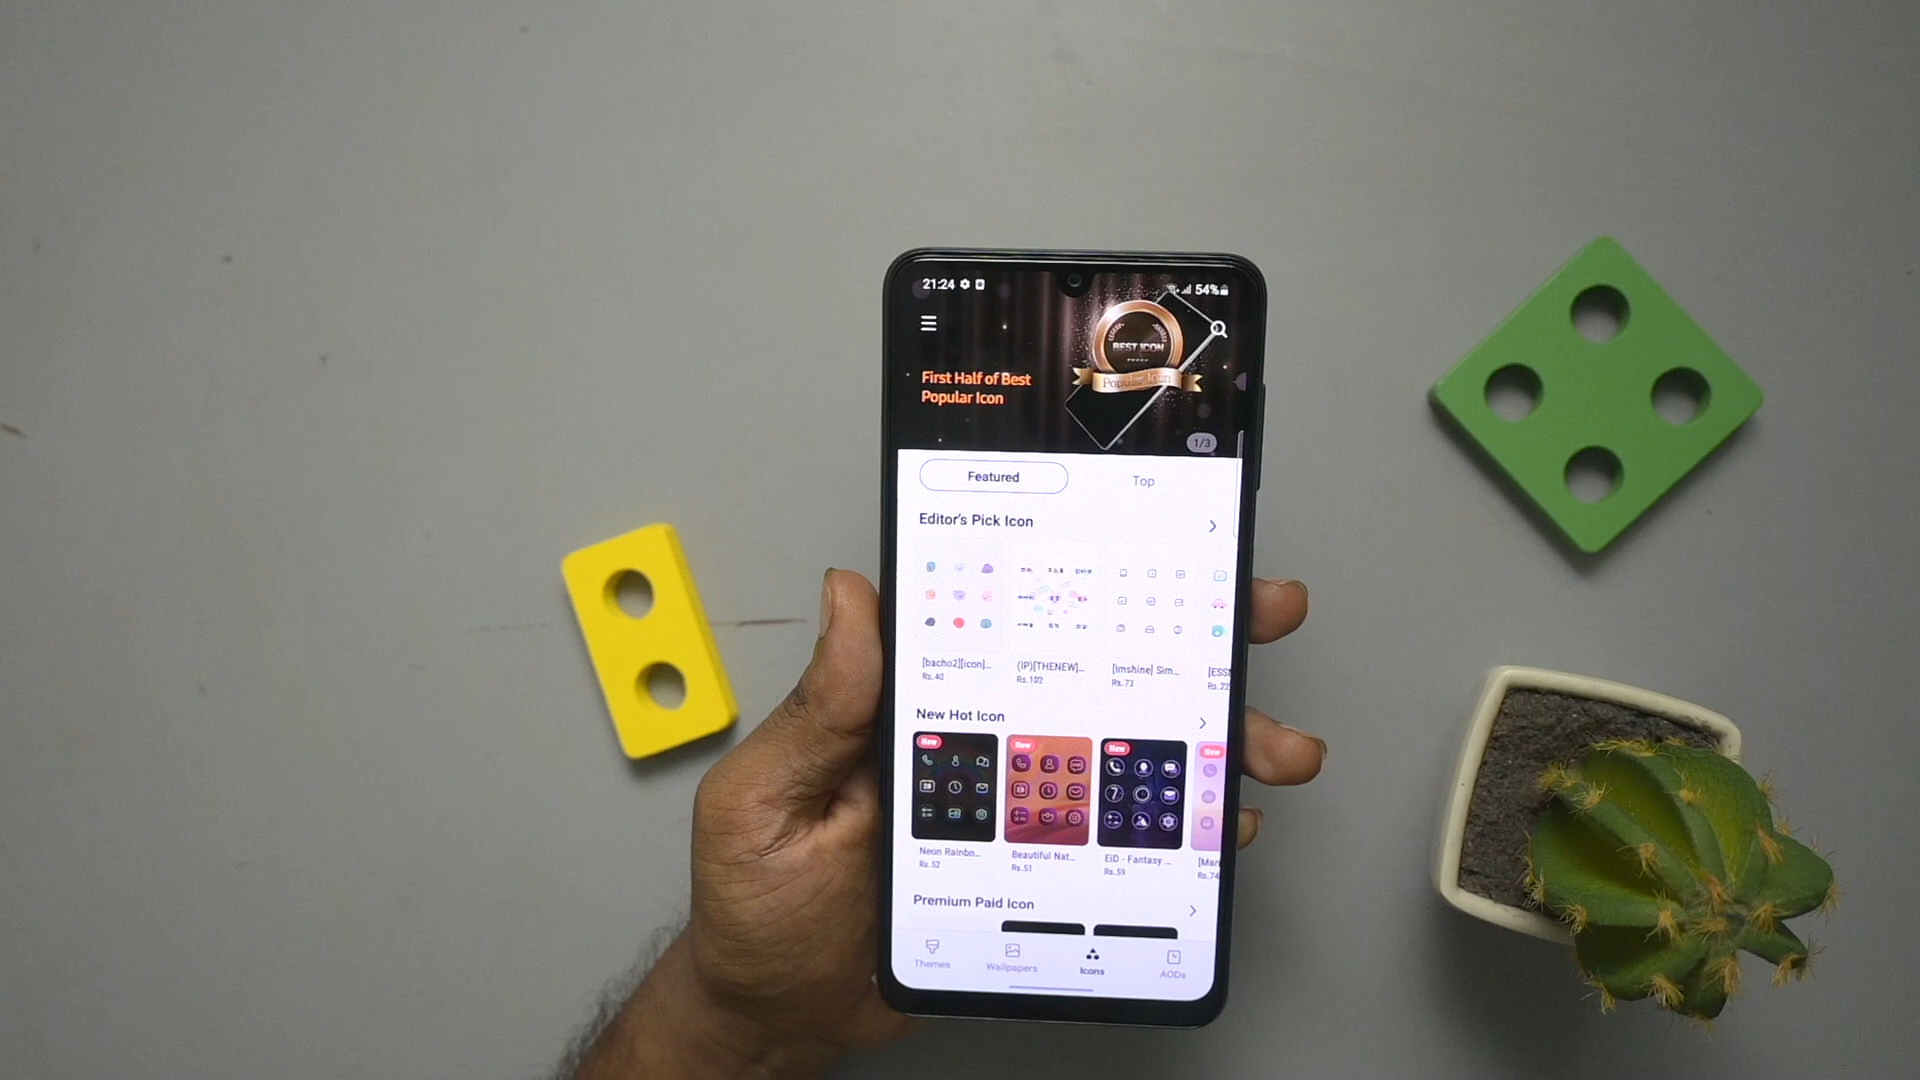 21:24
54%
BEST ICON
Popular Icon
First Half of Best
Popular Icon
1/3
Featured
Top
Editor's Pick Icon
[bacho2][icon]...
(IP)[THENEW]...
[Imshine] Sim...
[ESS
Rs.40
Rs.102
Rs.73
Rs.22
New Hot Icon
New
New
New
New
Neon Rainbo...
Beautiful Nat...
EiD - Fantasy ...
[Mari
Rs.52
Rs.51
Rs.59
Rs.74
Premium Paid Icon
Themes
Wallpapers
Icons
AODs